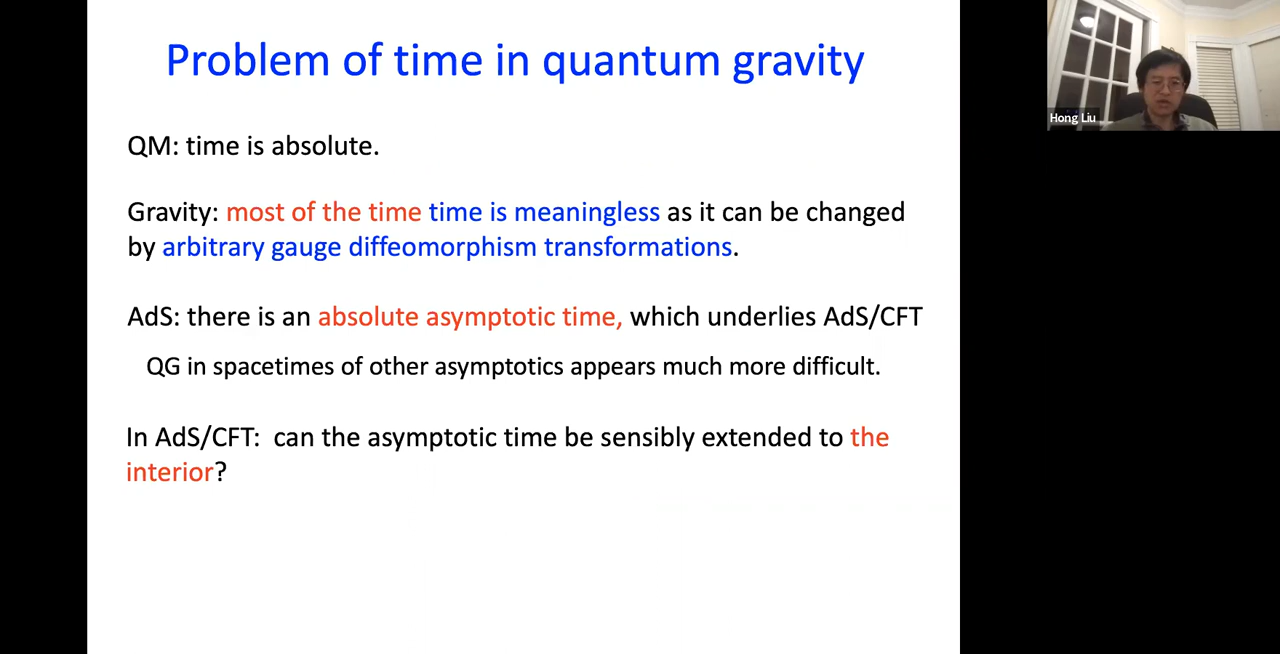 Problem of time in quantum gravity
QM: time is absolute.
Gravity: most of the time time is meaningless as it can be changed
by arbitrary gauge diffeomorphism transformations.
AdS: there is an absolute asymptotic time, which underlies AdS/CFT
QG in spacetimes of other asymptotics appears much more difficult.
In AdS/CFT: can the asymptotic time be sensibly extended to the
interior?
Hong Liu